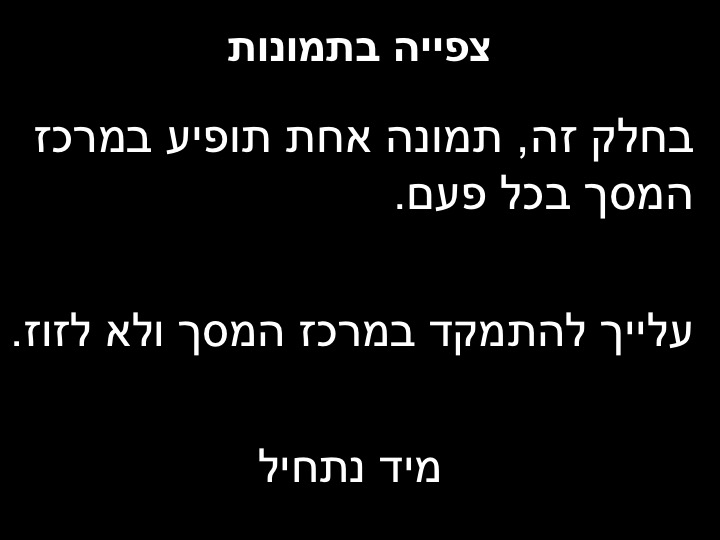 צפייה בתמונות
בחלק זה, תמונה אחת תופיע במרכז
המסך בכל פעם.
עלייך להתמקד במרכז המסך ולא לזוז.
מיד נתחיל